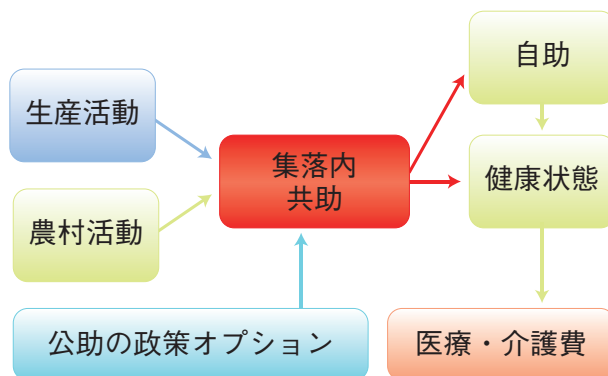 自助
生産活動
集落内
共助
健康状態
農村活動
公助の政策オプション
医療・介護費